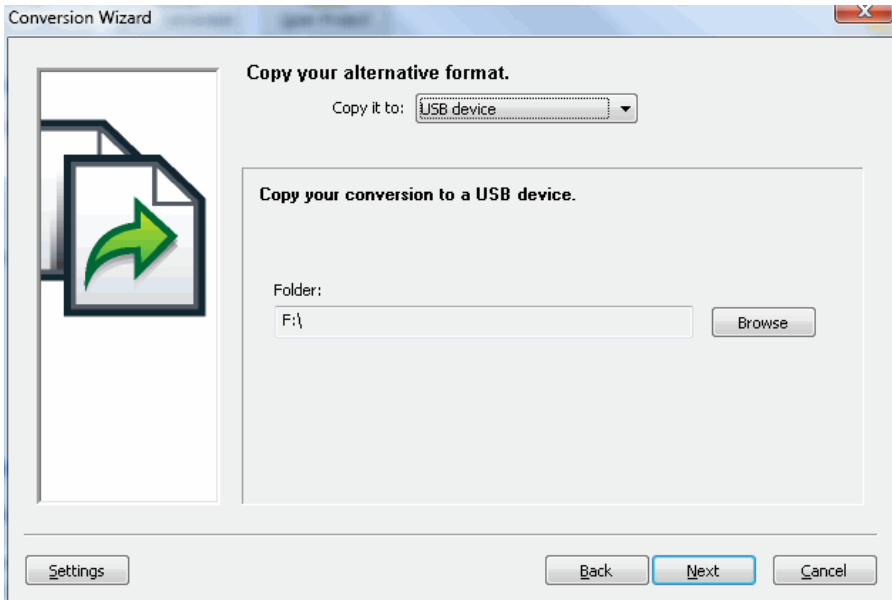 Conversion Wizard
Copy your alternative format.
Copy it to: USB device
Copy your conversion to a USB device.
Folder:
F:\
Browse
Settings
Back
Next
Cancel